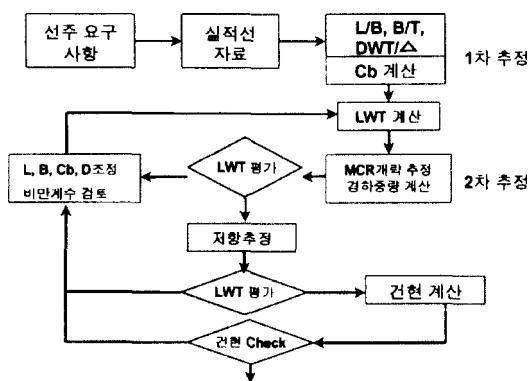 선주 요구
사항
실적선
자료
L/B, B/T,
DWT/△
Cb 계산
1차 추정
LWT 계산
L, B, Cb, D조정
비만계수 검토
LWT 평가
MCR개략 추정
경하중량 계산
2차 추정
저항추정
LWT 평가
건현 계산
건현 Check